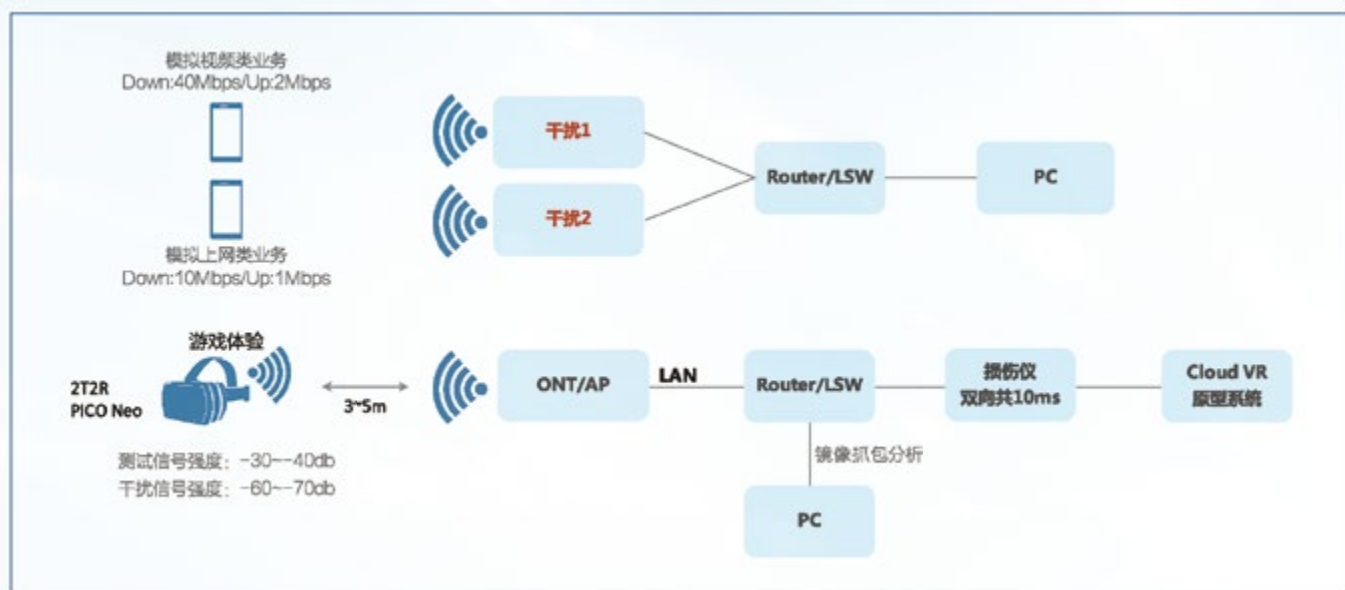 模拟视频类业务
Down:40Mbps/Up:2Mbps
干扰1
Router/LSW
PC
干扰2
模拟上网类业务
Down:10Mbps/Up:1Mbps
游戏体验
2T2R
PICO Neo
3~5m
ONT/AP
LAN
Router/LSW
损伤仪
双向共10ms
Cloud VR
原型系统
测试信号强度：-30~-40db
干扰信号强度：-60~-70db
镜像抓包分析
PC